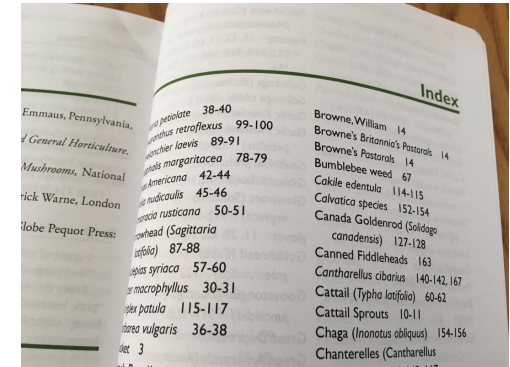 Emmaus, Pennsylvania,
General Horticulture.
Mushrooms, National
rick Warne, London
Globe Pequot Press:
Index
petiolate 38-40
retroflexus 99-100
laevis 89-91
margaritacea 78-79
Americana 42-44
nudicaulis 45-46
rusticana 50-51
rowhead (Sagittaria
latifolia) 87-88
syriaca 57-60
macrophyllus 30-31
patula 115-117
vulgaris 36-38
3
Browne, William 14
Browne's Britannia's Pastorals 14
Browne's Pastorals 14
Bumblebee weed 67
Cakile edentula 114-115
Calvatica species 152-154
Canada Goldenrod (Solidago
canadensis) 127-128
Canned Fiddleheads 163
Cantharellus cibarius 140-142, 167
Cattail (Typha latifolia) 60-62
Cattail Sprouts 10-11
Chaga (Inonotus obliquus) 154-156
Chanterelles (Cantharellus